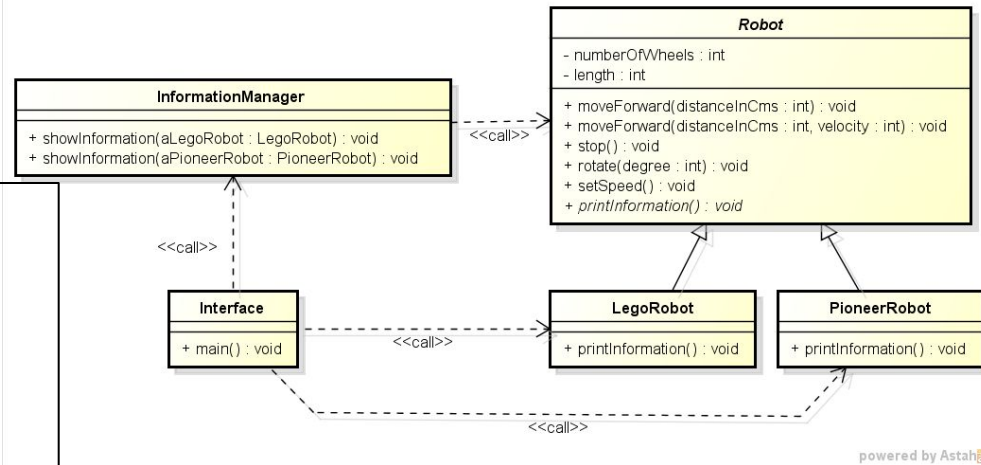 Robot
- numberOfWheels : int
- length : int
+ moveForward(distanceInCms : int) : void
+ moveForward(distanceInCms : int, velocity : int) : void
+ stop() : void
+ rotate(degree : int) : void
+ setSpeed() : void
+ printInformation() : void
InformationManager
+ showInformation(aLegoRobot : LegoRobot) : void
+ showInformation(aPioneerRobot : PioneerRobot) : void
<<call>>
<<call>>
Interface
+ main() : void
<<call>>
LegoRobot
+ printInformation() : void
PioneerRobot
+ printInformation() : void
<<call>>
powered by Astah